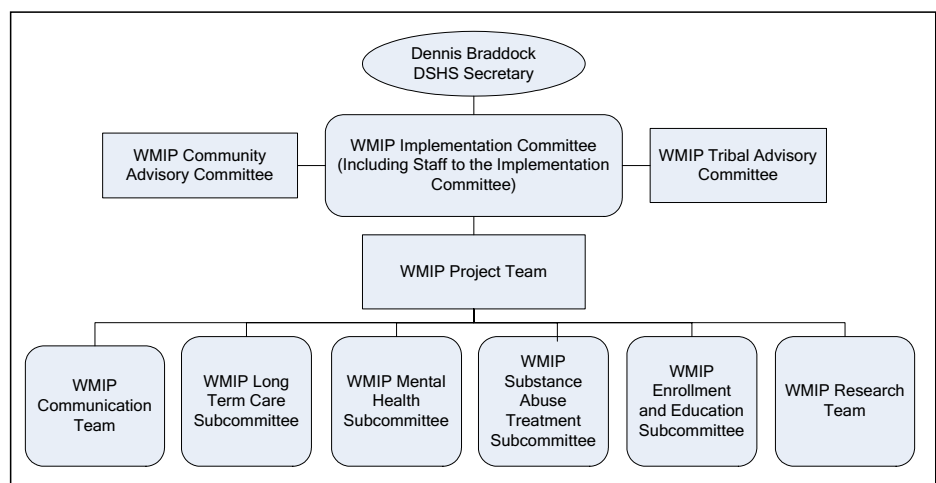 Dennis Braddock
DSHS Secretary
WMIP Community
Advisory Committee
WMIP Implementation Committee
(Including Staff to the Implementation
Committee)
WMIP Tribal Advisory
Committee
WMIP Project Team
WMIP
Communication
Team
WMIP Long
Term Care
Subcommittee
WMIP Mental
Health
Subcommittee
WMIP
Substance
Abuse
Treatment
Subcommittee
WMIP
Enrollment
and Education
Subcommittee
WMIP Research
Team